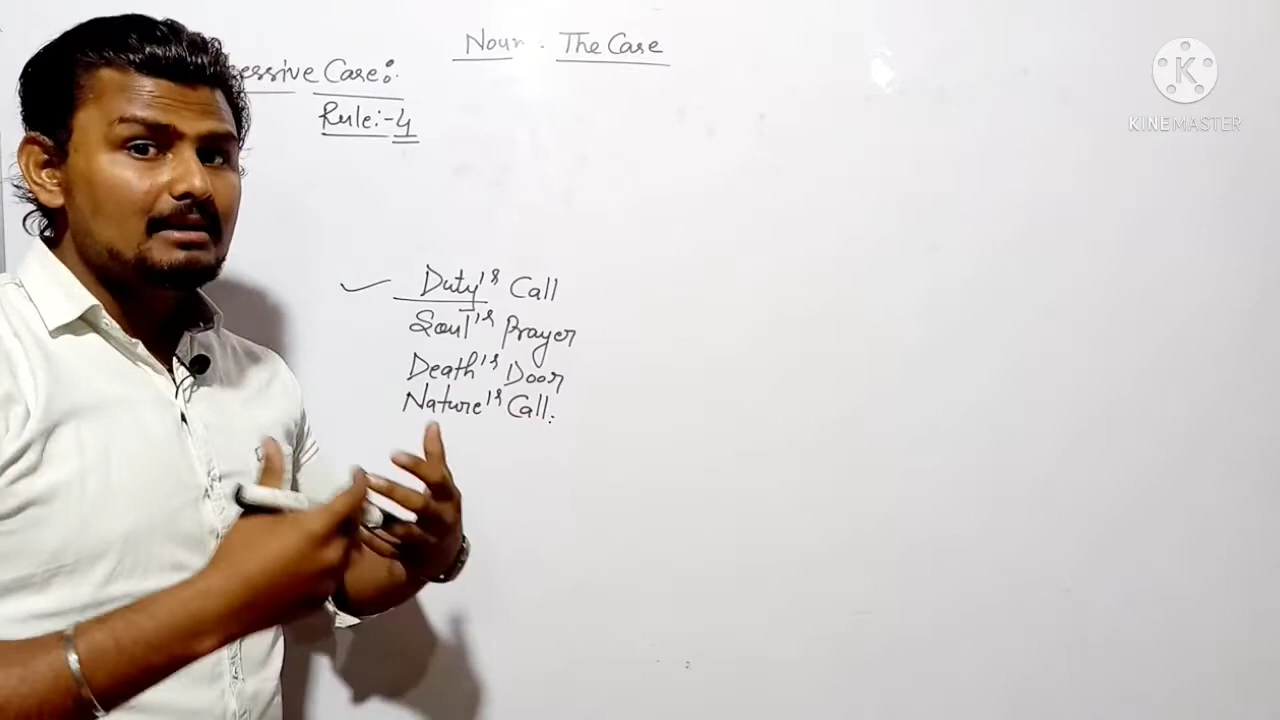 Noun - The Case
essive Case:-
Rule:-4
Duty's Call
Soul's Prayer
Death's Door
Nature's Call.
K
KINEMASTER